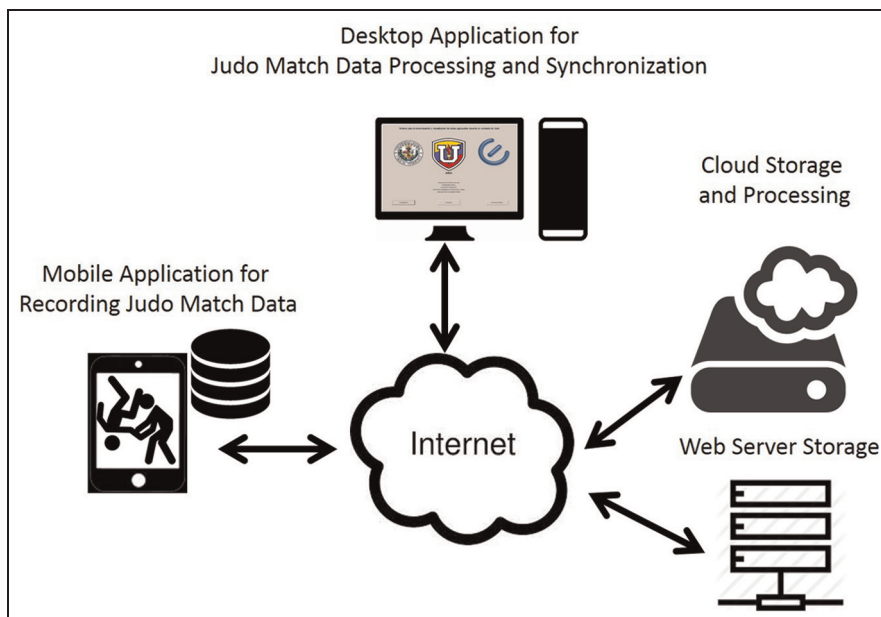 Desktop Application for
Judo Match Data Processing and Synchronization
Cloud Storage
and Processing
Mobile Application for
Recording Judo Match Data
Internet
Web Server Storage